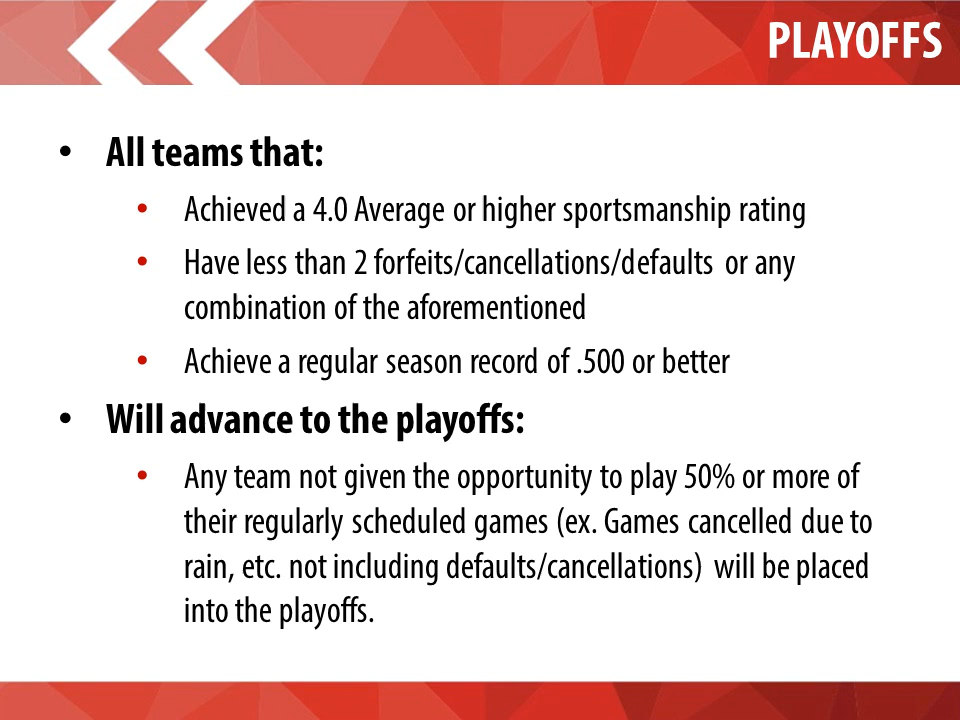 PLAYOFFS
• All teams that:
• Achieved a 4.0 Average or higher sportsmanship rating
• Have less than 2 forfeits/cancellations/defaults or any
combination of the aforementioned
• Achieve a regular season record of .500 or better
• Will advance to the playoffs:
• Any team not given the opportunity to play 50% or more of
their regularly scheduled games (ex. Games cancelled due to
rain, etc. not including defaults/cancellations) will be placed
into the playoffs.